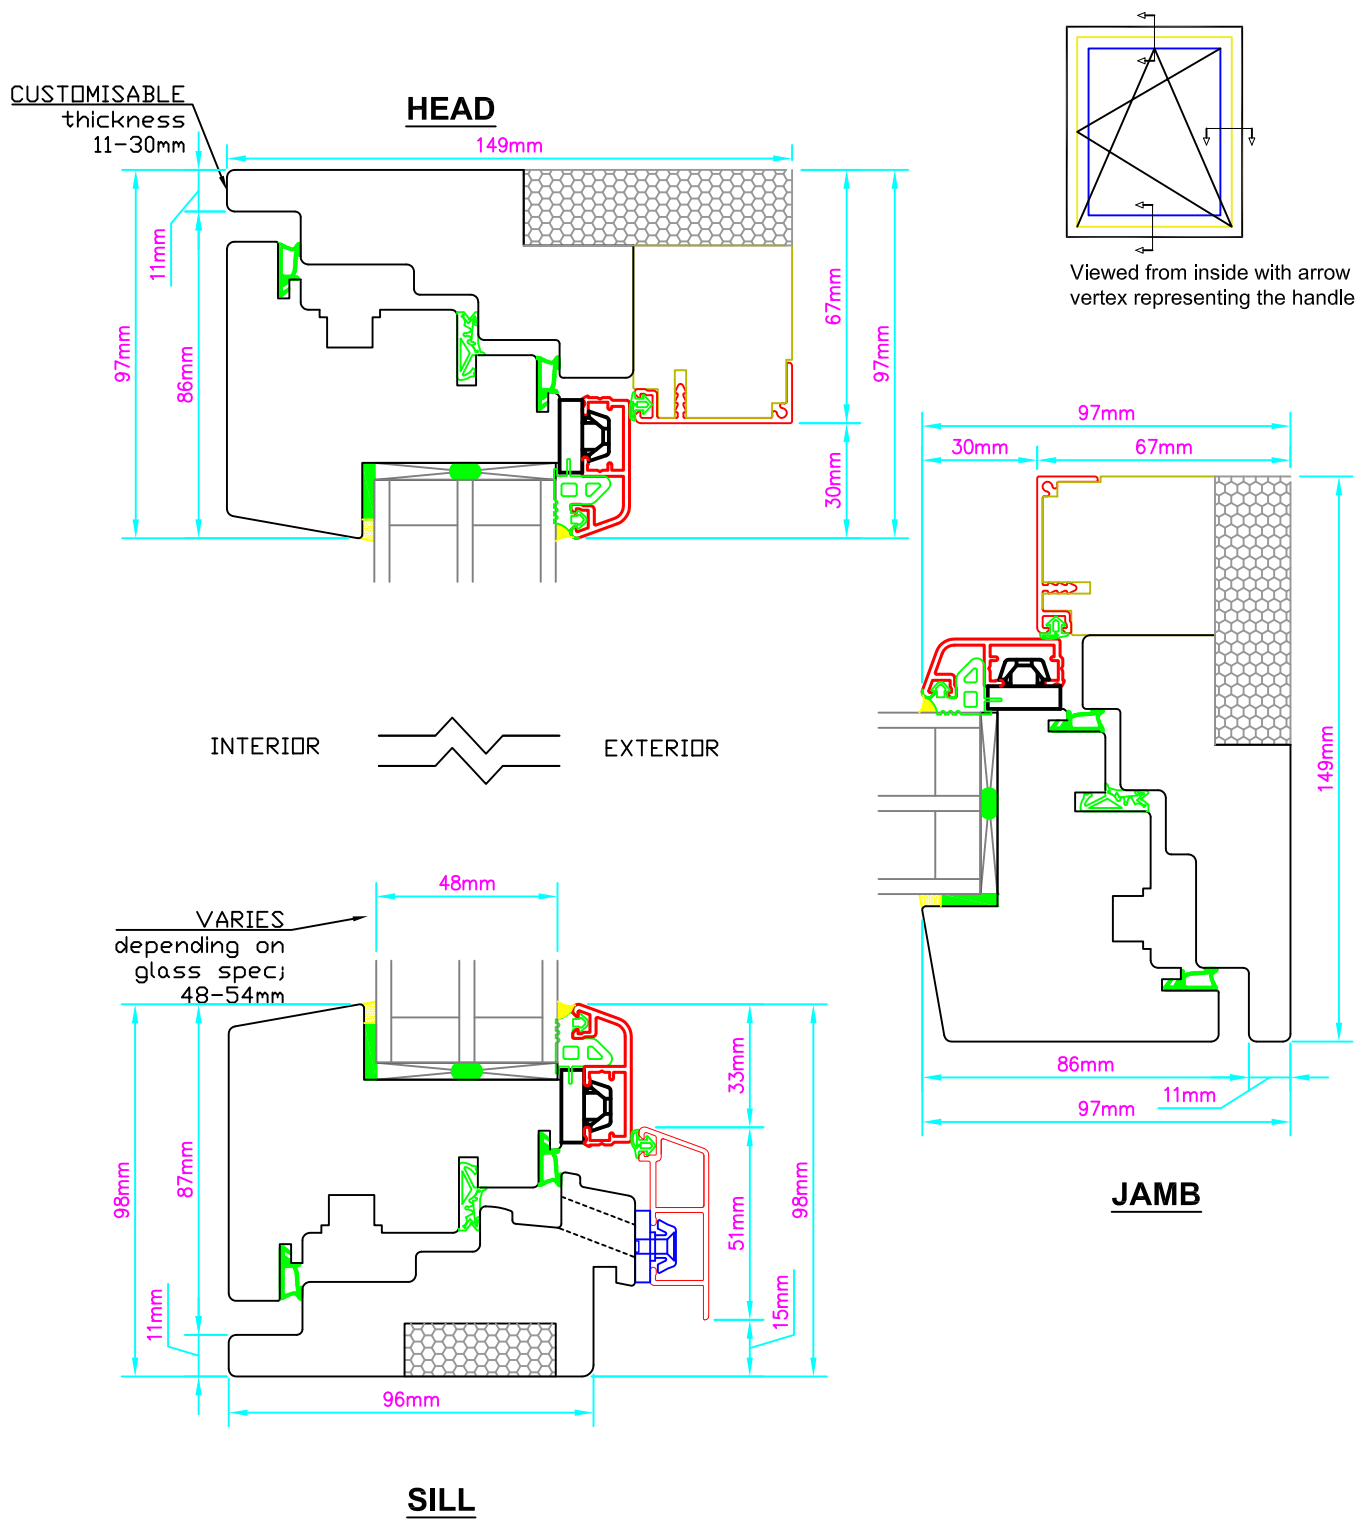 CUSTOMISABLE
thickness
11-30mm
HEAD
149mm
11mm
97mm
86mm
67mm
97mm
30mm
Viewed from inside with arrow
vertex representing the handle
97mm
30mm
67mm
149mm
86mm
11mm
97mm
JAMB
INTERIOR
EXTERIOR
48mm
VARIES
depending on
glass spec;
48-54mm
33mm
98mm
87mm
98mm
51mm
11mm
15mm
96mm
SILL